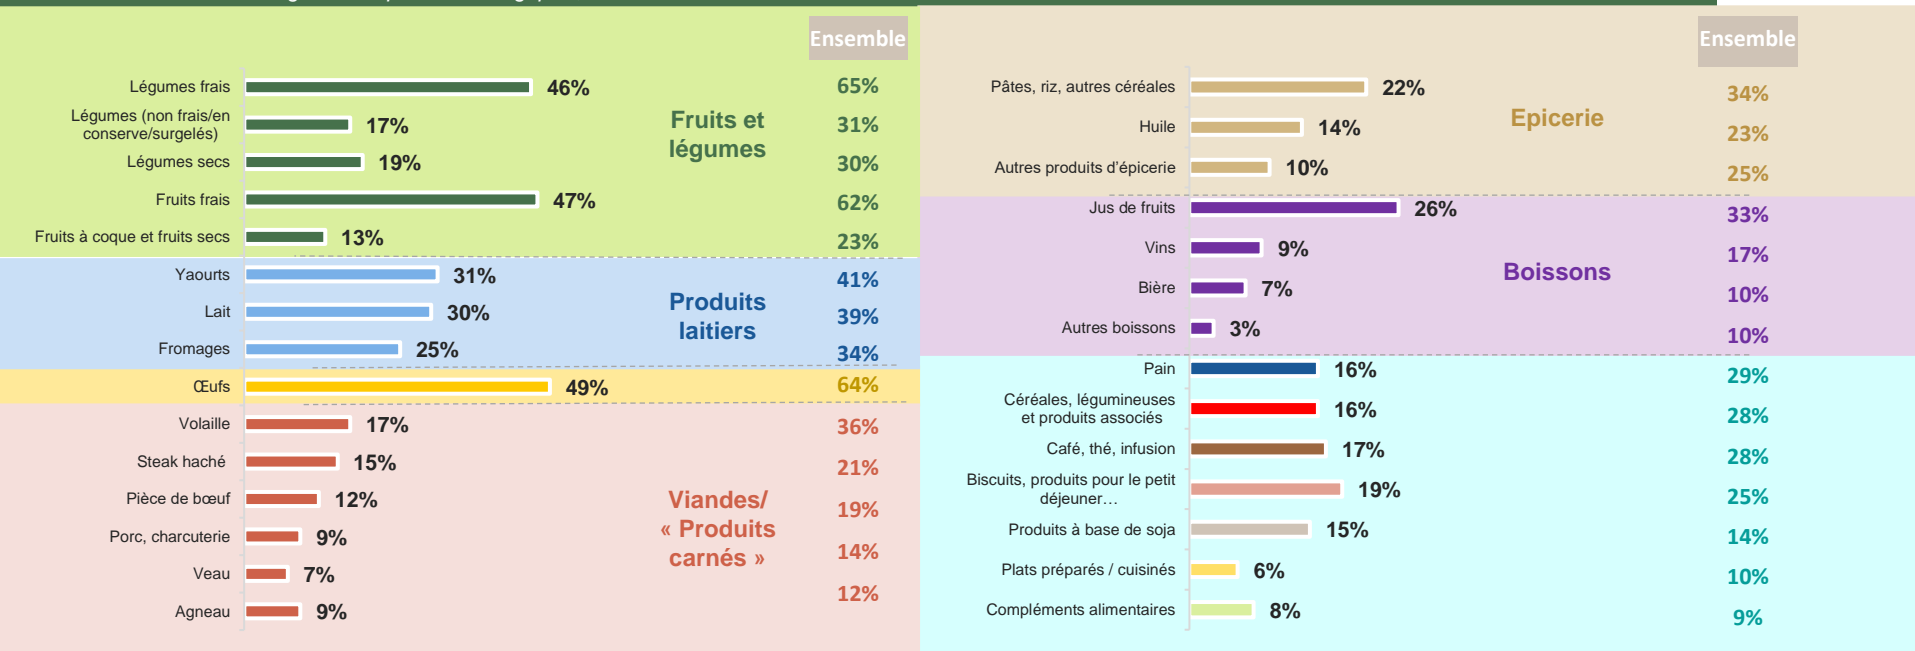 Ensemble
Légumes frais 46% 65%
Légumes (non frais/en
conserve/surgelés) 17% 31%
Fruits et
légumes
Légumes secs 19% 30%
Fruits frais 47% 62%
Fruits à coque et fruits secs 13% 23%
Yaourts 31% 41%
Produits
laitiers
Lait 30% 39%
Fromages 25% 34%
Œufs 49% 64%
Volaille 17% 36%
Steak haché 15% 21%
Pièce de bœuf 12% 19%
Viandes/
« Produits
carnés »
Porc, charcuterie 9% 14%
Veau 7% 12%
Agneau 9%
Ensemble
Pâtes, riz, autres céréales 22% 34%
Epicerie
Huile 14% 23%
Autres produits d’épicerie 10% 25%
Jus de fruits 26% 33%
Vins 9% 17%
Boissons
Bière 7% 10%
Autres boissons 3% 10%
Pain 16% 29%
Céréales, légumineuses
et produits associés 16% 28%
Café, thé, infusion 17% 28%
Biscuits, produits pour le petit
déjeuner… 19% 25%
Produits à base de soja 15% 14%
Plats préparés / cuisinés 6% 10%
Compléments alimentaires 8% 9%